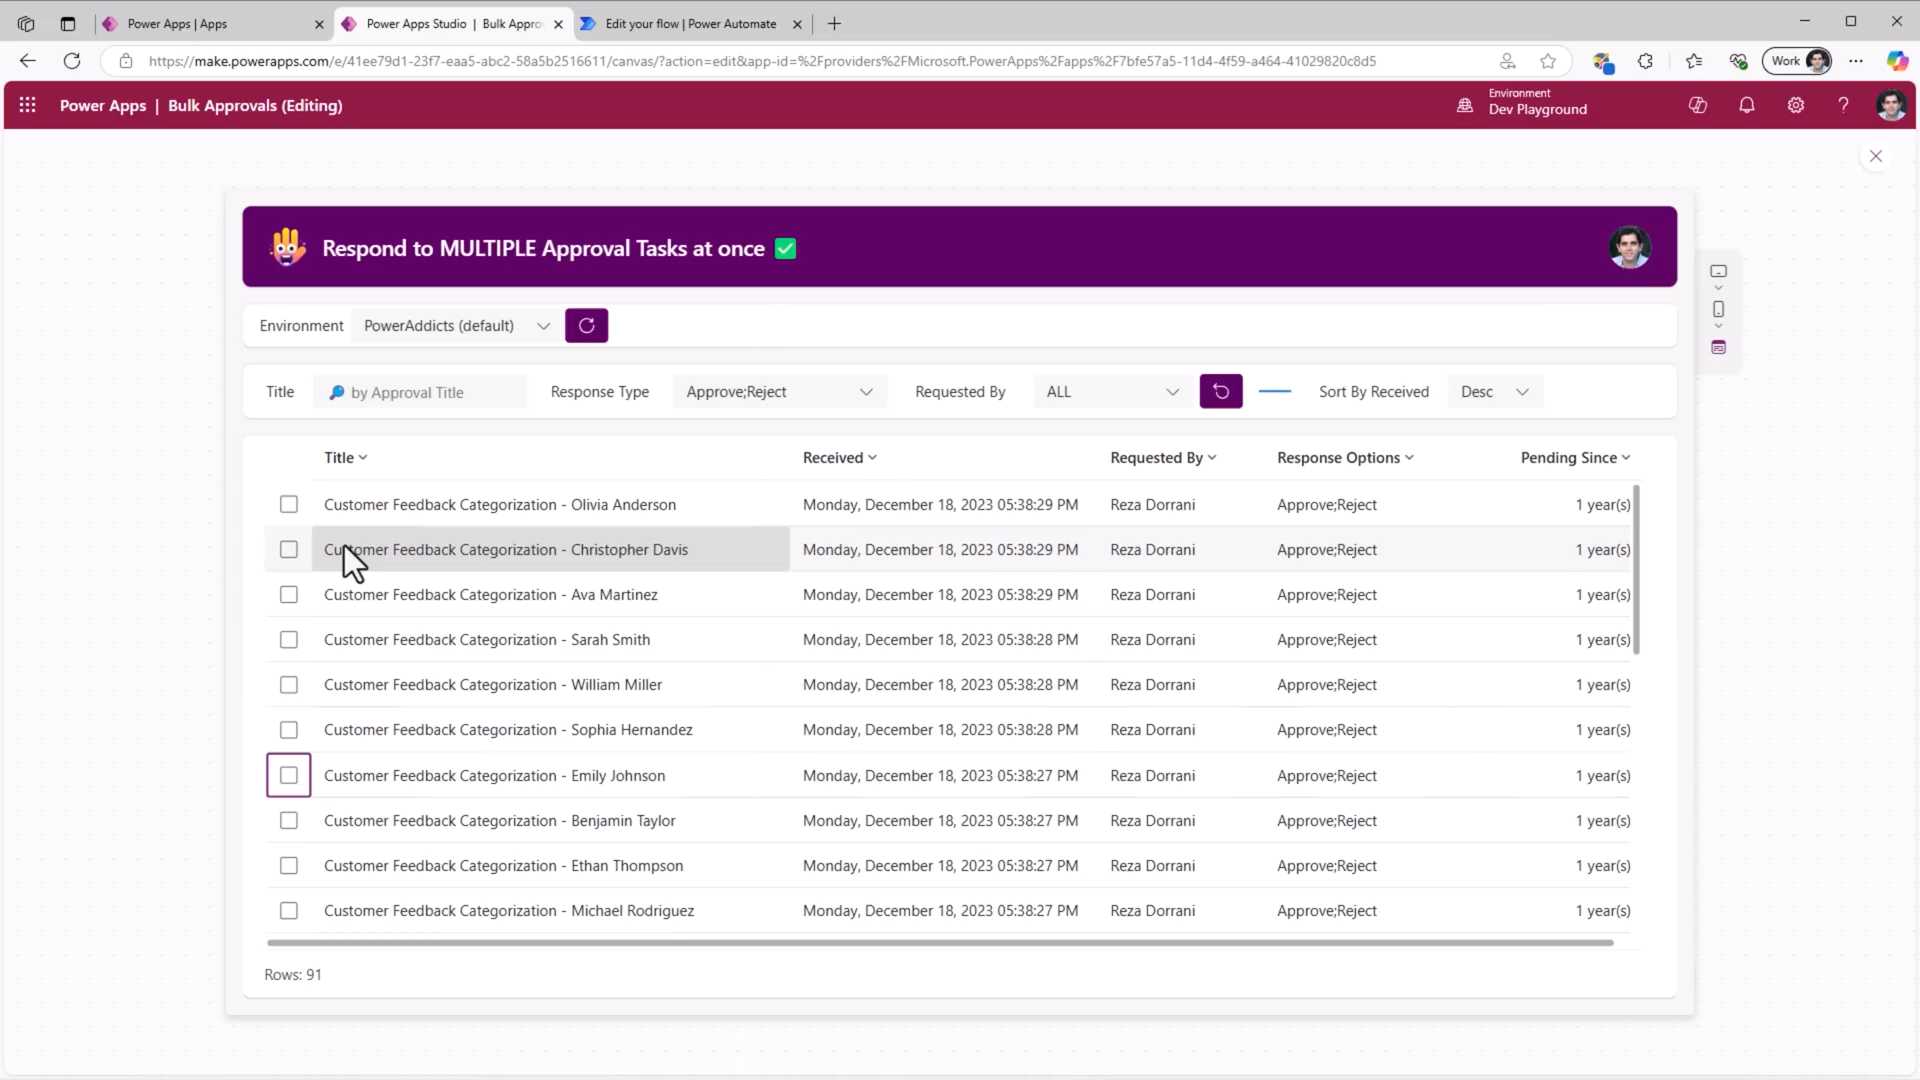 Power Apps | Apps
Power Apps Studio | Bulk Appro
Edit your flow | Power Automate
https://make.powerapps.com/e/41ee79d1-23f7-eaa5-abc2-58a5b2516611/canvas/?action=edit&app-id=%2Fproviders%2FMicrosoft.PowerApps%2Fapps%2F7bfe57a5-11d4-4f59-a464-41029820c8d5
Work
Power Apps | Bulk Approvals (Editing)
Environment
Dev Playground
Respond to MULTIPLE Approval Tasks at once
Environment PowerAddicts (default)
Title by Approval Title Response Type Approve;Reject Requested By ALL Sort By Received Desc
Title Received Requested By Response Options Pending Since
Customer Feedback Categorization - Olivia Anderson Monday, December 18, 2023 05:38:29 PM Reza Dorrani Approve;Reject 1 year(s)
Customer Feedback Categorization - Christopher Davis Monday, December 18, 2023 05:38:29 PM Reza Dorrani Approve;Reject 1 year(s)
Customer Feedback Categorization - Ava Martinez Monday, December 18, 2023 05:38:29 PM Reza Dorrani Approve;Reject 1 year(s)
Customer Feedback Categorization - Sarah Smith Monday, December 18, 2023 05:38:28 PM Reza Dorrani Approve;Reject 1 year(s)
Customer Feedback Categorization - William Miller Monday, December 18, 2023 05:38:28 PM Reza Dorrani Approve;Reject 1 year(s)
Customer Feedback Categorization - Sophia Hernandez Monday, December 18, 2023 05:38:28 PM Reza Dorrani Approve;Reject 1 year(s)
Customer Feedback Categorization - Emily Johnson Monday, December 18, 2023 05:38:27 PM Reza Dorrani Approve;Reject 1 year(s)
Customer Feedback Categorization - Benjamin Taylor Monday, December 18, 2023 05:38:27 PM Reza Dorrani Approve;Reject 1 year(s)
Customer Feedback Categorization - Ethan Thompson Monday, December 18, 2023 05:38:27 PM Reza Dorrani Approve;Reject 1 year(s)
Customer Feedback Categorization - Michael Rodriguez Monday, December 18, 2023 05:38:27 PM Reza Dorrani Approve;Reject 1 year(s)
Rows: 91